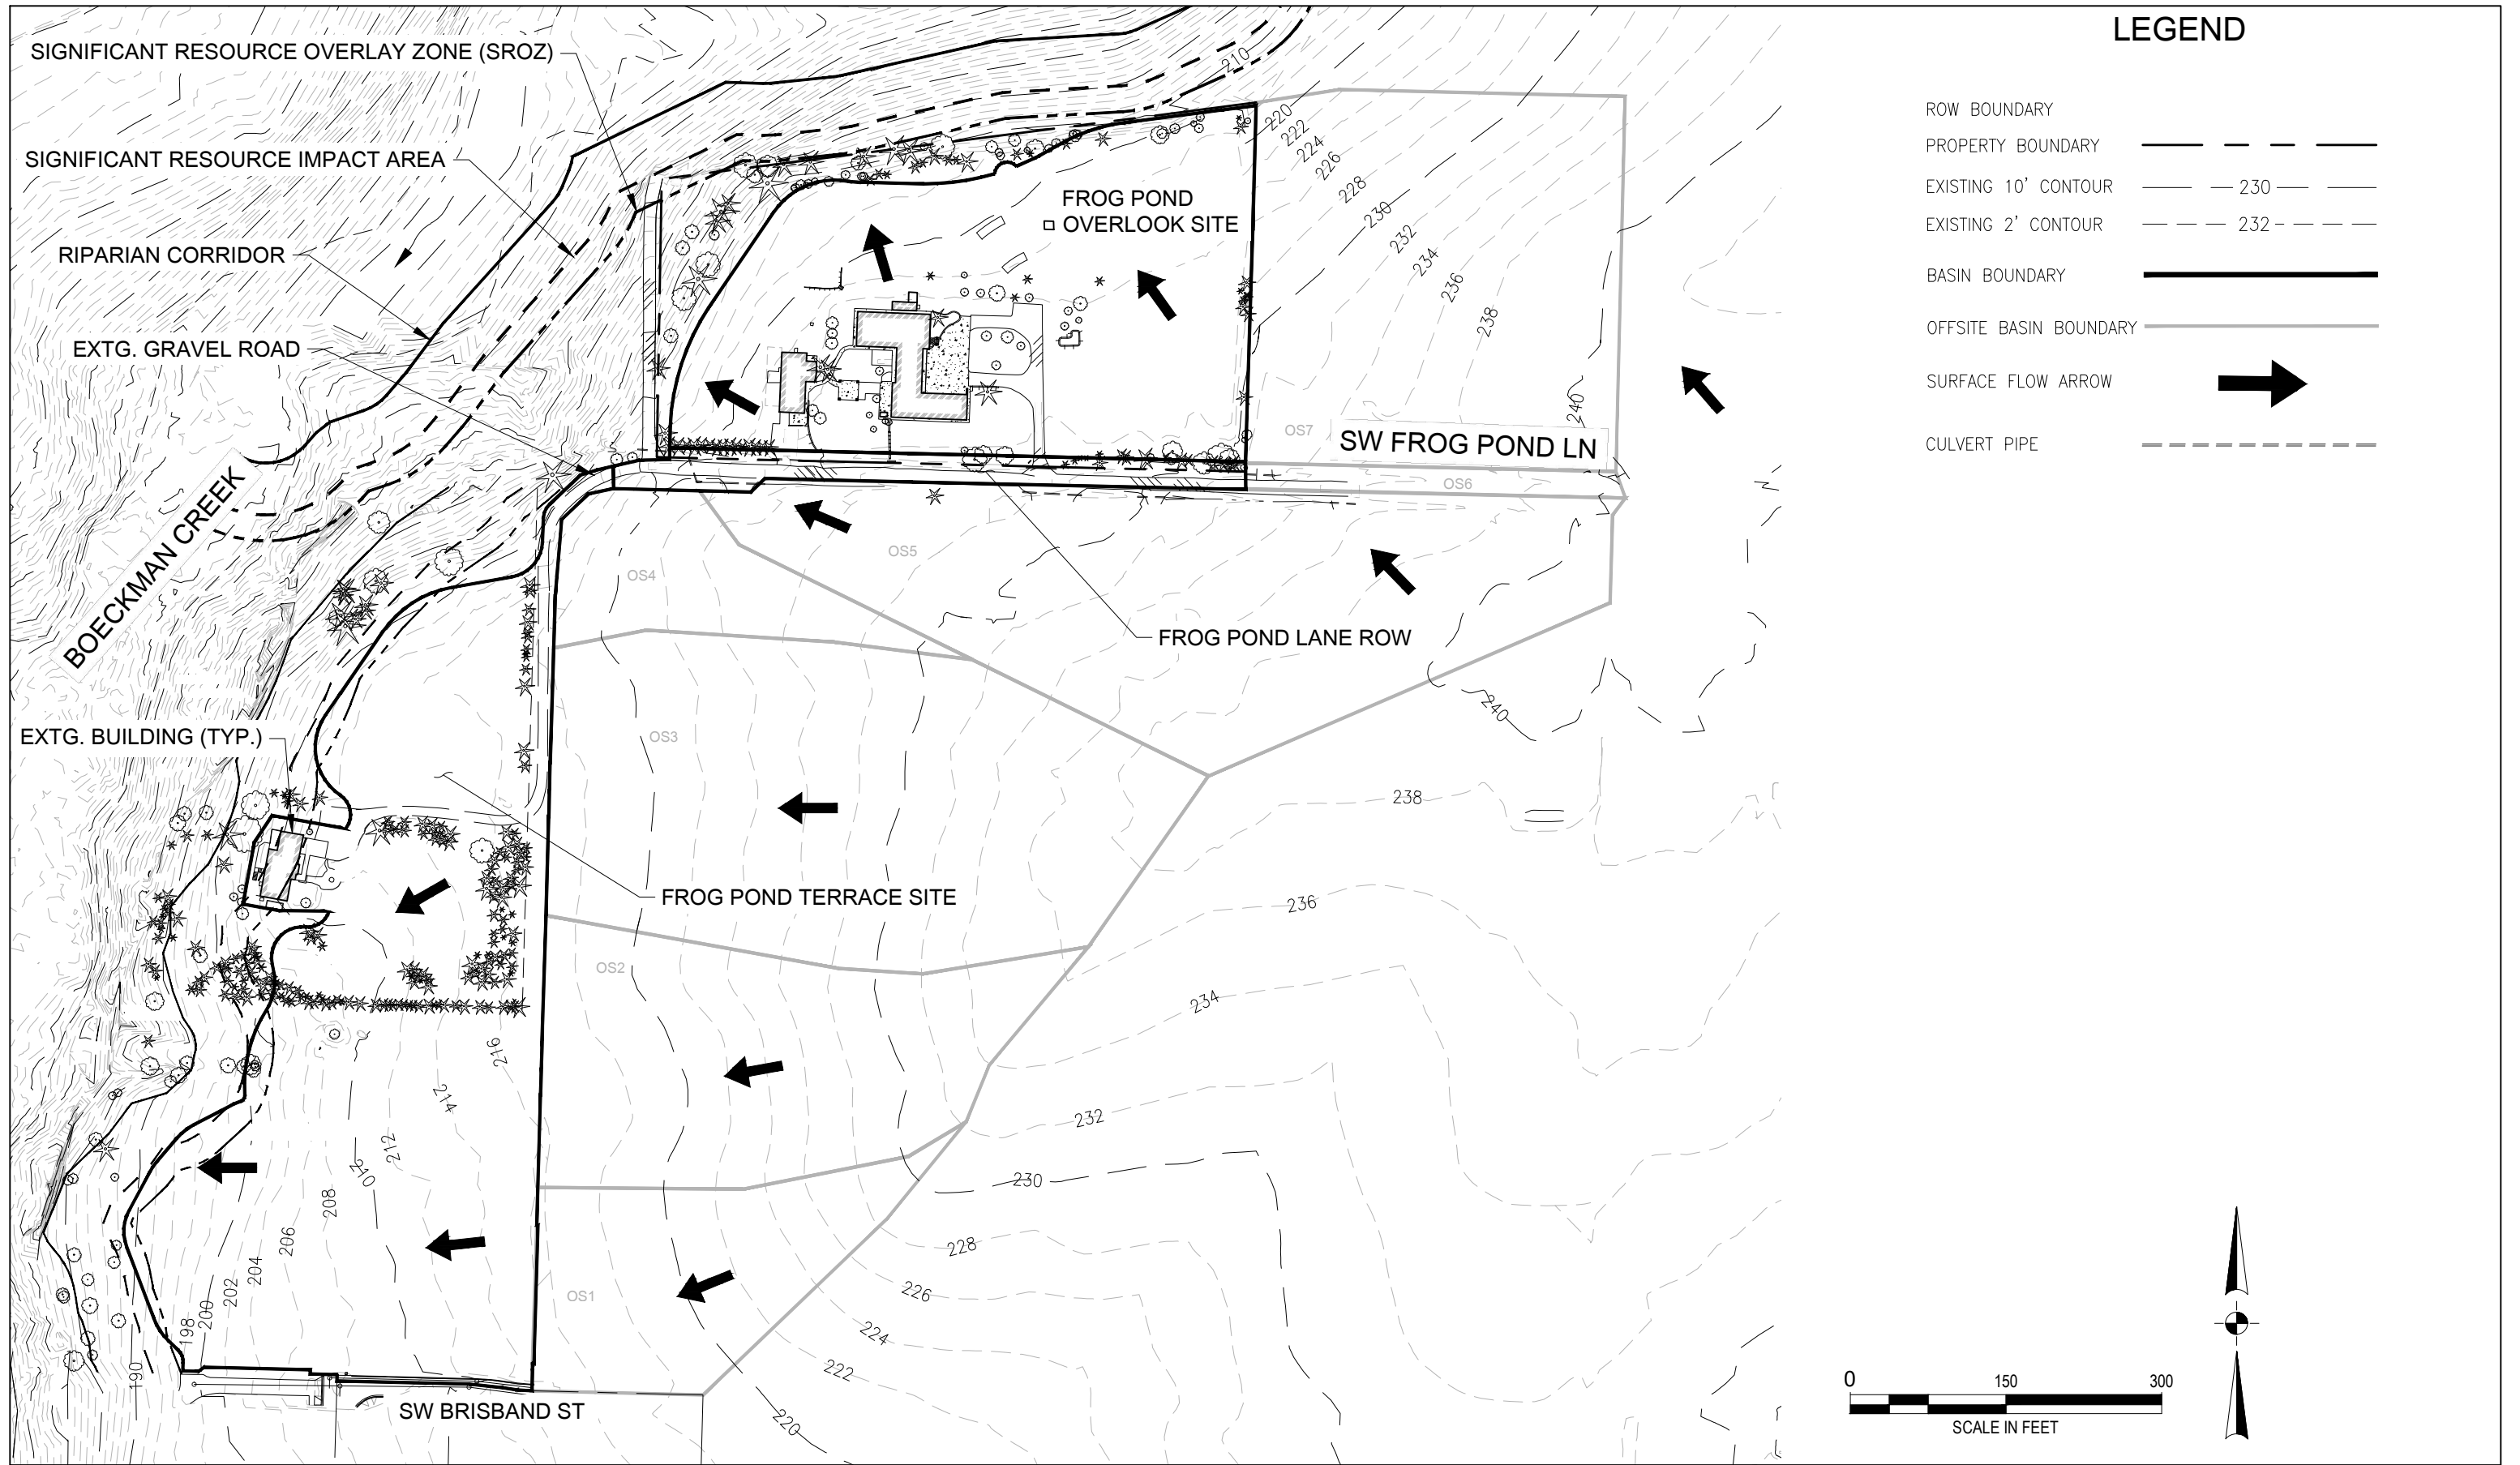 LEGEND
SIGNIFICANT RESOURCE OVERLAY ZONE (SROZ)
210
ROW BOUNDARY
220
222
PROPERTY BOUNDARY
224
SIGNIFICANT RESOURCE IMPACT AREA
226
EXISTING 10' CONTOUR
230
228
FROG POND
OVERLOOK SITE
230
EXISTING 2' CONTOUR
232
232
RIPARIAN CORRIDOR
234
BASIN BOUNDARY
236
238
OFFSITE BASIN BOUNDARY
EXTG. GRAVEL ROAD
SURFACE FLOW ARROW
240
OS7
SW FROG POND LN
CULVERT PIPE
OS6
BOECKMAN CREEK
OS5
OS4
FROG POND LANE ROW
240
EXTG. BUILDING (TYP.)
OS3
238
FROG POND TERRACE SITE
236
OS2
234
216
214
232
212
210
230
208
206
228
204
202
226
OS1
200
198
224
190
222
220
SW BRISBAND ST
0
150
300
SCALE IN FEET